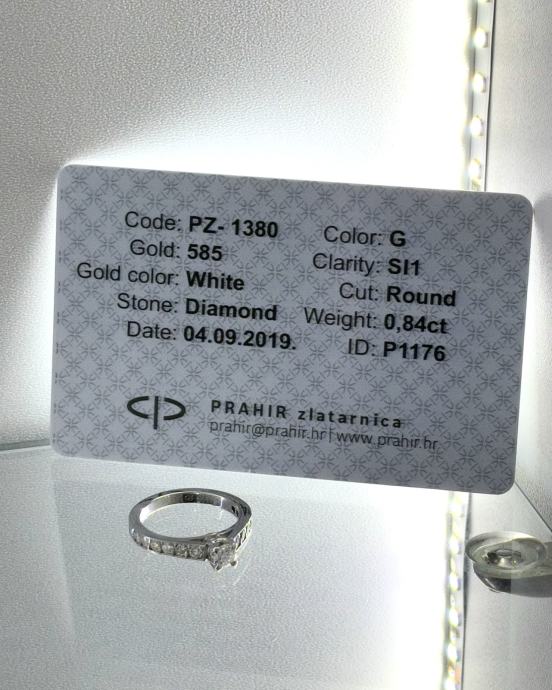 Code: PZ- 1380
Gold: 585
Gold color: White
Stone: Diamond
Date: 04.09.2019.
Color: G
Clarity: SI1
Cut: Round
Weight: 0,84ct
ID: P1176
PRAHIR zlatarnica
prahir@prahir.hr | www.prahir.hr